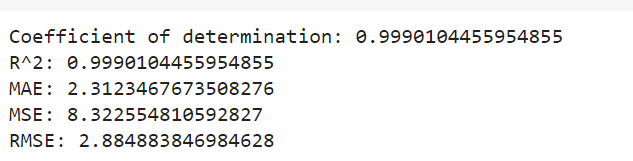 Coefficient of determination: 0.9990104455954855
R^2: 0.9990104455954855
MAE: 2.3123467673508276
MSE: 8.322554810592827
RMSE: 2.884883846984628